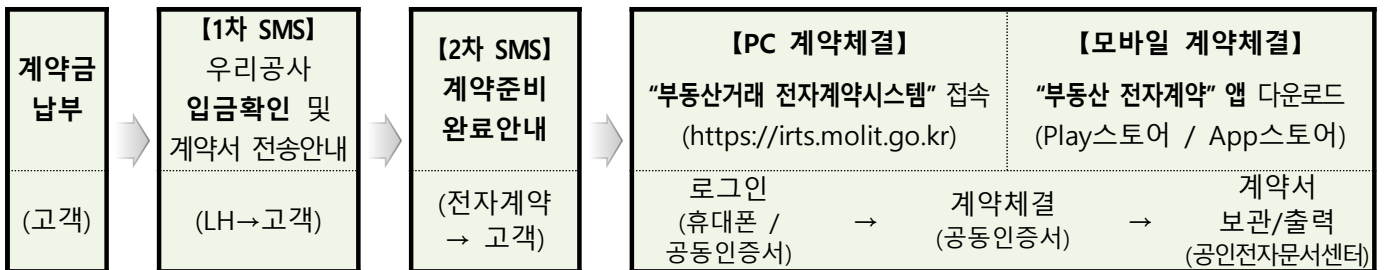 계약금
납부
(고객)
【1차 SMS】
우리공사
입금확인 및
계약서 전송안내
(LH→고객)
【2차 SMS】
계약준비
완료안내
(전자계약
→ 고객)
【PC 계약체결】
“부동산거래 전자계약시스템” 접속
(https://irts.molit.go.kr)
【모바일 계약체결】
“부동산 전자계약” 앱 다운로드
(Play스토어 / App스토어)
로그인
(휴대폰 /
공동인증서)
→
계약체결
(공동인증서)
→
계약서
보관/출력
(공인전자문서센터)